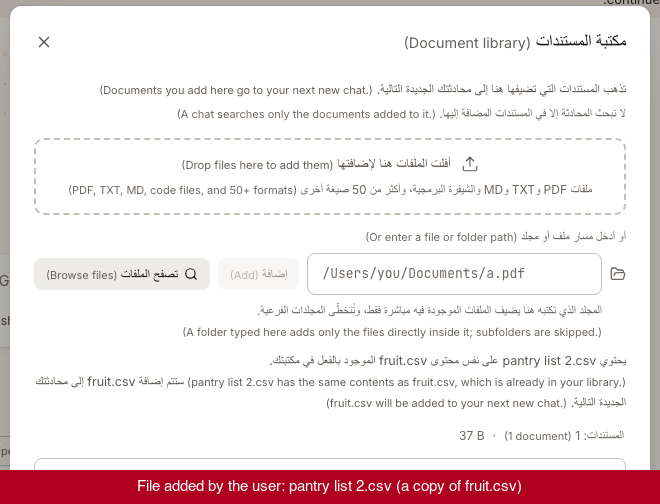 .continue
مكتبة المستندات (Document library)
تذهب المستندات التي تضيفها هنا إلى محادثتك الجديدة التالية. (Documents you add here go to your next new chat.)
لا تبحث المحادثة إلا في المستندات المضافة إليها. (A chat searches only the documents added to it.)
أفلت الملفات هنا لإضافتها (Drop files here to add them)
ملفات PDF وTXT وMD والشيفرة البرمجية، وأكثر من 50 صيغة أخرى (PDF, TXT, MD, code files, and 50+ formats)
أو أدخل مسار ملف أو مجلد (Or enter a file or folder path)
/Users/you/Documents/a.pdf
إضافة (Add)
تصفح الملفات (Browse files)
المجلد الذي تكتبه هنا يضيف الملفات الموجودة فيه مباشرة فقط، وتُتخطّى المجلدات الفرعية.
(A folder typed here adds only the files directly inside it; subfolders are skipped.)
يحتوي pantry list 2.csv على نفس محتوى fruit.csv الموجود بالفعل في مكتبتك.
(pantry list 2.csv has the same contents as fruit.csv, which is already in your library.) ستتم إضافة fruit.csv إلى محادثتك
الجديدة التالية. (fruit.csv will be added to your next new chat.)
المستندات: 1 (1 document) · 37 B
File added by the user: pantry list 2.csv (a copy of fruit.csv)